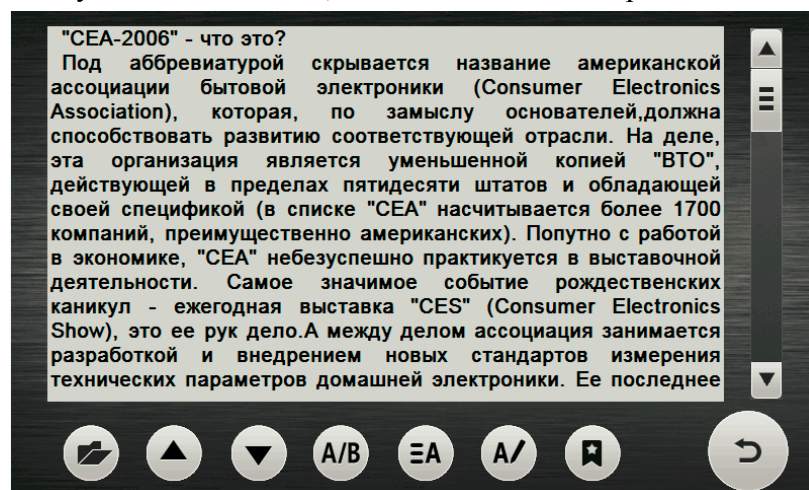 "СЕА-2006" - что это?
Под аббревиатурой скрывается название американской
ассоциации бытовой электроники (Consumer Electronics
Association), которая, по замыслу основателей,должна
способствовать развитию соответствующей отрасли. На деле,
эта организация является уменьшенной копией "ВТО",
действующей в пределах пятидесяти штатов и обладающей
своей спецификой (в списке "СЕА" насчитывается более 1700
компаний, преимущественно американских). Попутно с работой
в экономике, "СЕА" небезуспешно практикуется в выставочной
деятельности. Самое значимое событие рождественских
каникул - ежегодная выставка "CES" (Consumer Electronics
Show), это ее рук дело.А между делом ассоциация занимается
разработкой и внедрением новых стандартов измерения
технических параметров домашней электроники. Ее последнее
A/B A A